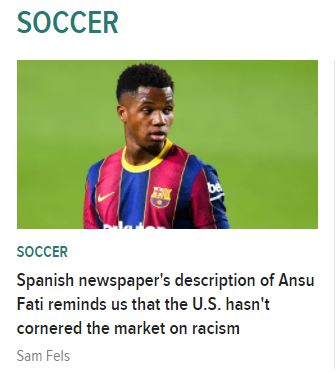 SOCCER
be
SOCCER
Spanish newspaper's description of Ansu
Fati reminds us that the U.S. hasn't
cornered the market on racism
Sam Fels